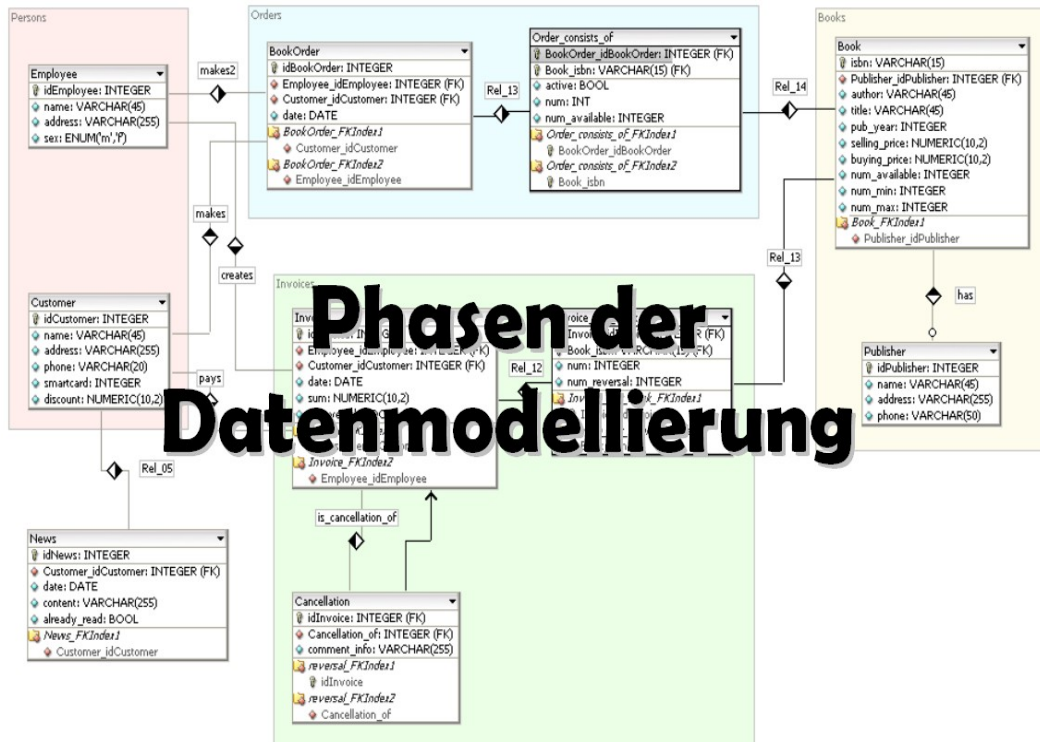 Persons
Employee
idEmployee: INTEGER
name: VARCHAR(45)
address: VARCHAR(255)
sex: ENUM('m','f')
Customer
idCustomer: INTEGER
name: VARCHAR(45)
address: VARCHAR(255)
phone: VARCHAR(20)
smartcard: INTEGER
discount: NUMERIC(10,2)
makes2
makes
creates
pays
Rel_05
News
idNews: INTEGER
Customer_idCustomer: INTEGER (FK)
date: DATE
content: VARCHAR(255)
already_read: BOOL
News_FKIndex1
Customer_idCustomer
Orders
BookOrder
idBookOrder: INTEGER
Employee_idEmployee: INTEGER (FK)
Customer_idCustomer: INTEGER (FK)
date: DATE
BookOrder_FKIndex1
Customer_idCustomer
BookOrder_FKIndex2
Employee_idEmployee
Rel_13
Order_consists_of
BookOrder_idBookOrder: INTEGER (FK)
Book_isbn: VARCHAR(15) (FK)
active: BOOL
num: INT
num_available: INTEGER
Order_consists_of_FKIndex1
BookOrder_idBookOrder
Order_consists_of_FKIndex2
Book_isbn
Rel_14
Books
Book
isbn: VARCHAR(15)
Publisher_idPublisher: INTEGER (FK)
author: VARCHAR(45)
title: VARCHAR(45)
pub_year: INTEGER
selling_price: NUMERIC(10,2)
buying_price: NUMERIC(10,2)
num_available: INTEGER
num_min: INTEGER
num_max: INTEGER
Book_FKIndex1
Publisher_idPublisher
has
Publisher
idPublisher: INTEGER
name: VARCHAR(45)
address: VARCHAR(255)
phone: VARCHAR(50)
Rel_13
Invoices
Phasen der
Datenmodellierung
Employee_idEmployee: INTEGER (FK)
Customer_idCustomer: INTEGER (FK)
date: DATE
sum: NUMERIC(10,2)
Invoice_FKIndex2
Employee_idEmployee
Rel_12
Book_isbn: VARCHAR(15) (FK)
num: INTEGER
num_reversal: INTEGER
is_cancellation_of
Cancellation
idInvoice: INTEGER (FK)
Cancellation_of: INTEGER (FK)
comment_info: VARCHAR(255)
reversal_FKIndex1
idInvoice
reversal_FKIndex2
Cancellation_of